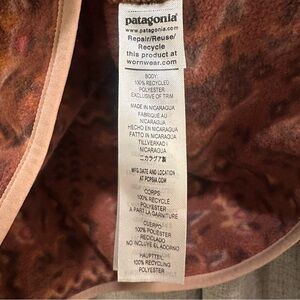 patagonia®
www.patagonia.com
Repair/Reuse/
Recycle
this product at
wornwear.com
BODY:
100% RECYCLED
POLYESTER
EXCLUSIVE OF TRIM
MADE IN NICARAGUA
FABRIQUÉ AU
NICARAGUA
HECHO EN NICARAGUA
FATTO IN NICARAGUA
TILLVERKAD I
NICARAGUA
ニカラグア製
MFG DATE AND LOCATION
AT POPSIA.COM
CORPS:
100% RECYCLÉ
POLYESTER
À PART LA GARNITURE
CUERPO:
100% POLIÉSTER
RECICLADO
NO INCLUYE EL ADORNO
HAUPTTEIL:
100% RECYCLING
POLYESTER